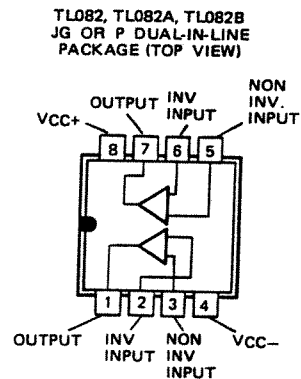 TL082, TL082A, TL082B
JG OR P DUAL-IN-LINE
PACKAGE (TOP VIEW)
VCC+
OUTPUT
INV
INPUT
NON
INV.
INPUT
8 7 6 5
1 2 3 4
OUTPUT
INV
INPUT
NON
INV
INPUT
VCC−